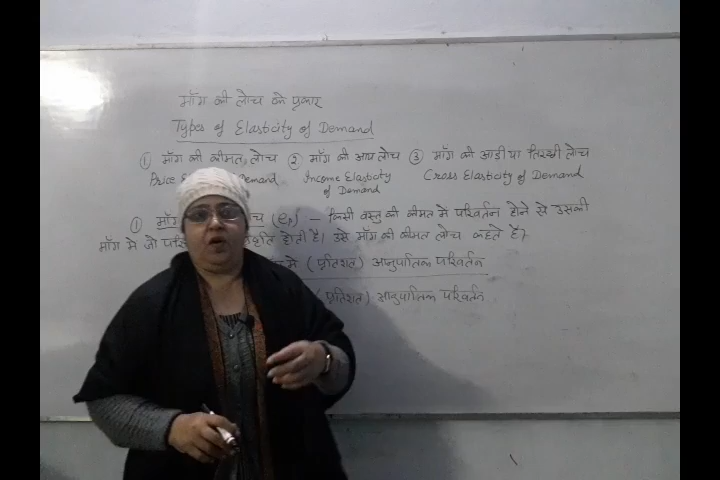 माँग की लोच के प्रकार
Types of Elasticity of Demand
① माँग की कीमत लोच ② माँग की आय लोच ③ माँग की आड़ी या तिरछी लोच
Price Demand Income Elasticity of Demand Cross Elasticity of Demand
① माँग (ep) – किसी वस्तु की कीमत मे परिवर्तन होने से उसकी
माँग मे जो होती है। उसे माँग की कीमत लोच कहते है।
मे (प्रतिशत) आनुपातिक परिवर्तन
(प्रतिशत) आनुपातिक परिवर्तन